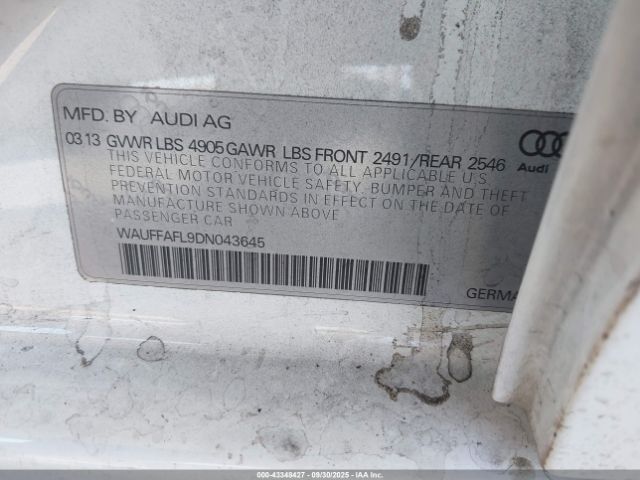 MFD. BY AUDI AG
03.13 GVWR LBS 4905 GAWR LBS FRONT 2491/REAR 2546
THIS VEHICLE CONFORMS TO ALL APPLICABLE U.S.
FEDERAL MOTOR VEHICLE SAFETY, BUMPER AND THEFT
PREVENTION STANDARDS IN EFFECT ON THE DATE OF
MANUFACTURE SHOWN ABOVE
PASSENGER CAR
WAUFFAFL9DN043645
Audi
GERMA
000-43348427 - 09/30/2025 - © IAA Inc.